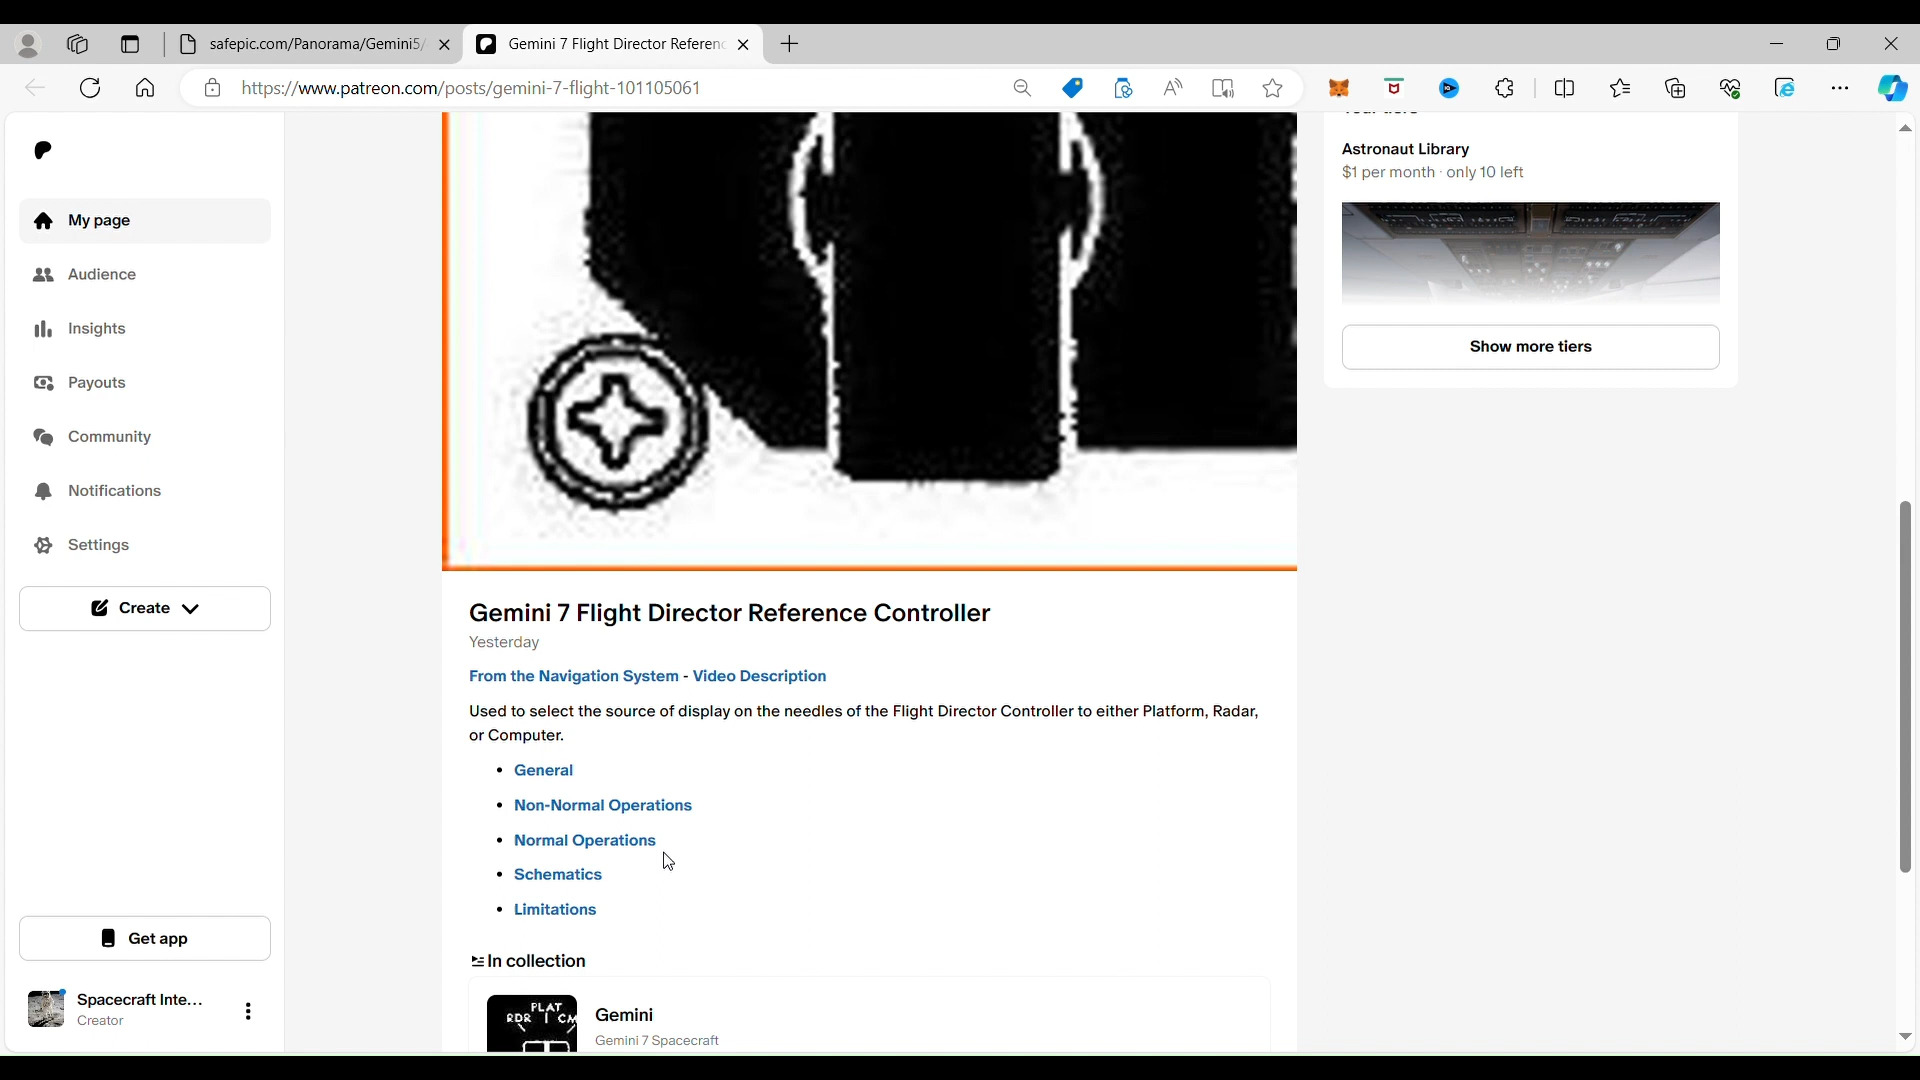 safepic.com/Panorama/Gemini5/
Gemini 7 Flight Director Referenc
https://www.patreon.com/posts/gemini-7-flight-101105061
My page
Audience
Insights
Payouts
Community
Notifications
Settings
Create
Get app
Spacecraft Inte...
Creator
Astronaut Library
$1 per month · only 10 left
Show more tiers
Gemini 7 Flight Director Reference Controller
Yesterday
From the Navigation System - Video Description
Used to select the source of display on the needles of the Flight Director Controller to either Platform, Radar,
or Computer.
• General
• Non-Normal Operations
• Normal Operations
• Schematics
• Limitations
In collection
PLAT
RDR
CM
Gemini
Gemini 7 Spacecraft